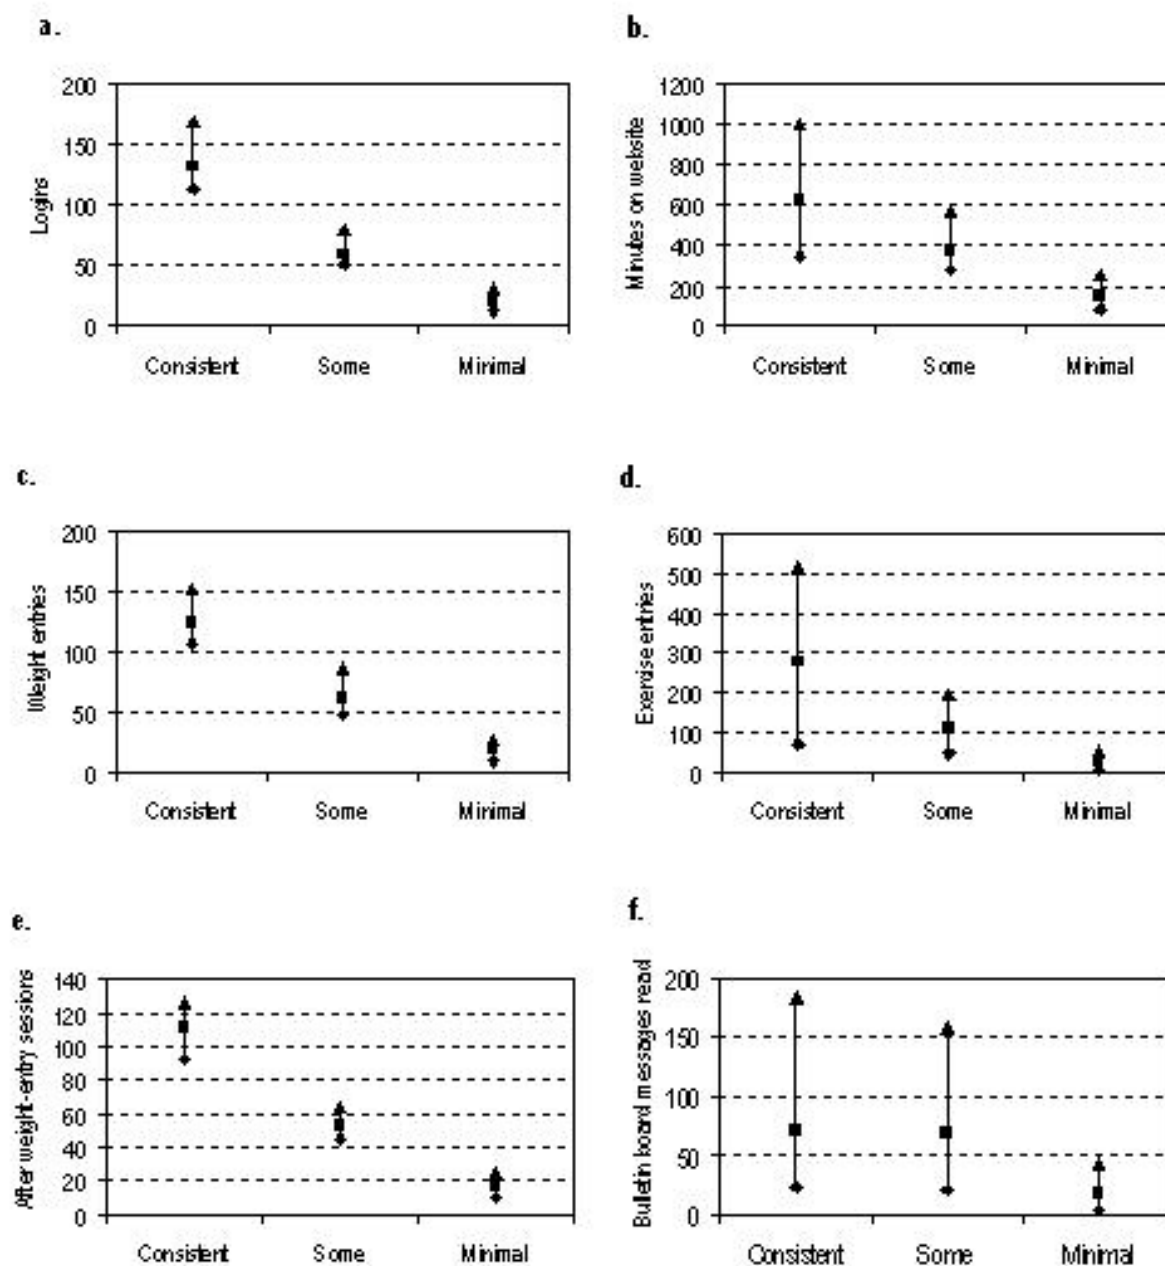 a.
Logins
200
150
100
50
0
Consistent Some Minimal
b.
Minutes on website
1200
1000
800
600
400
200
0
Consistent Some Minimal
c.
Weight entries
200
150
100
50
0
Consistent Some Minimal
d.
Exercise entries
600
500
400
300
200
100
0
Consistent Some Minimal
e.
After weight-entry sessions
140
120
100
80
60
40
20
0
Consistent Some Minimal
f.
Bulletin board messages read
200
150
100
50
0
Consistent Some Minimal